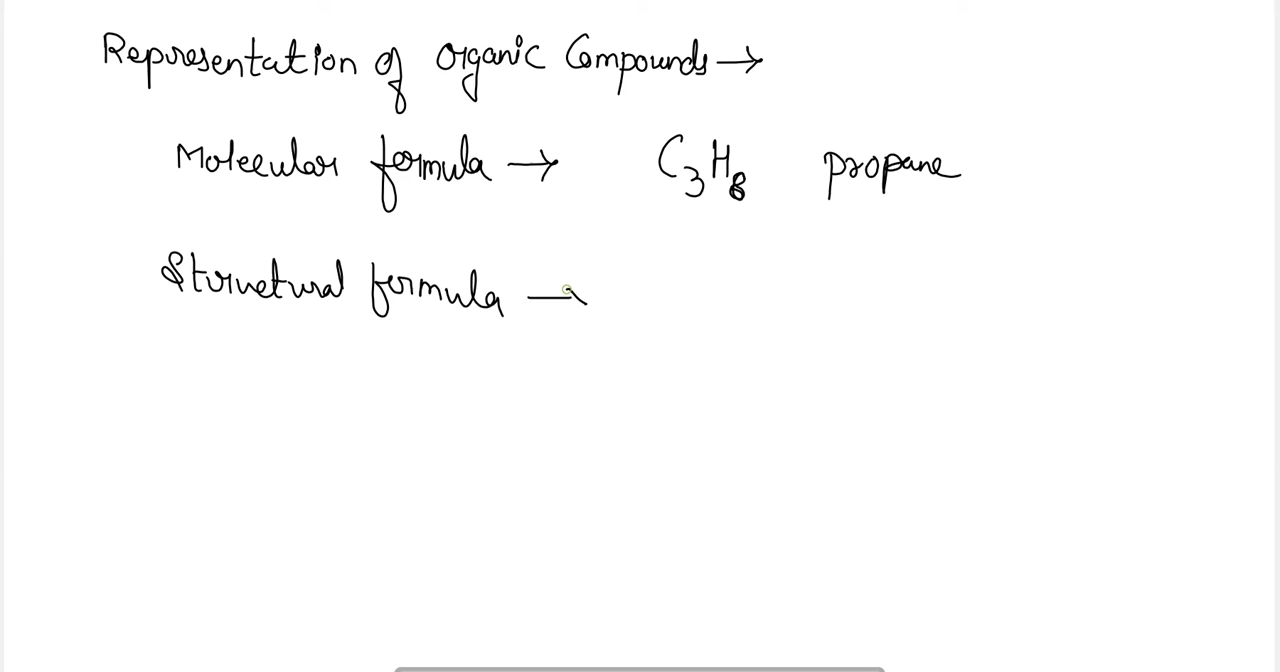 Representation of Organic Compounds →
Molecular formula → C₃H₈ propane
Structural formula →